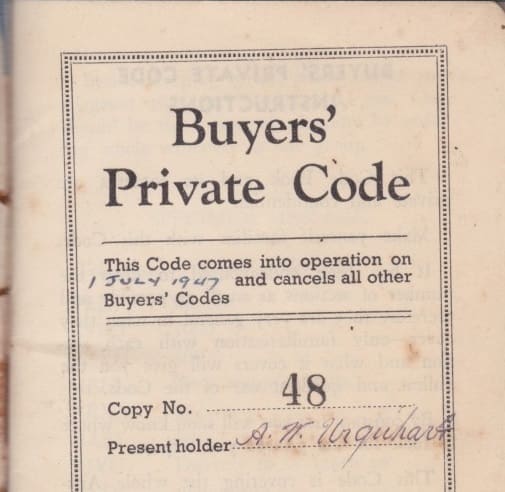 Buyers'
Private Code
This Code comes into operation on
1 JULY 1947 and cancels all other
Buyers' Codes
Copy No. 48
Present holder A. W. Urquhart